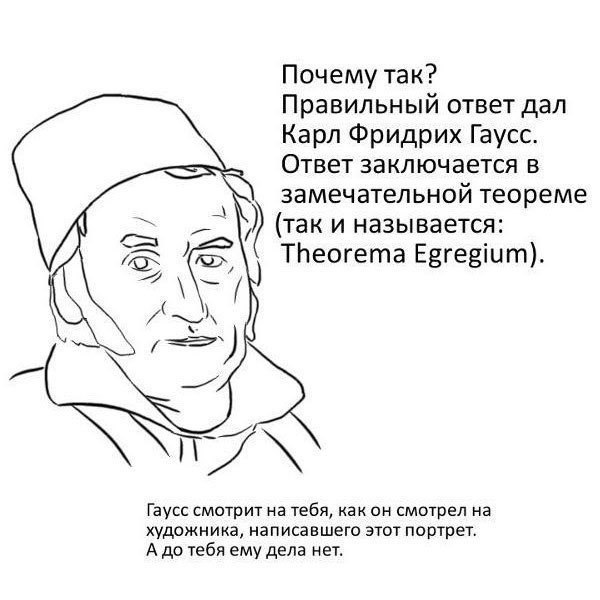 Почему так?
Правильный ответ дал
Карл Фридрих Гаусс.
Ответ заключается в
замечательной теореме
(так и называется:
Theorema Egregium).
Гаусс смотрит на тебя, как он смотрел на
художника, написавшего этот портрет.
А до тебя ему дела нет.